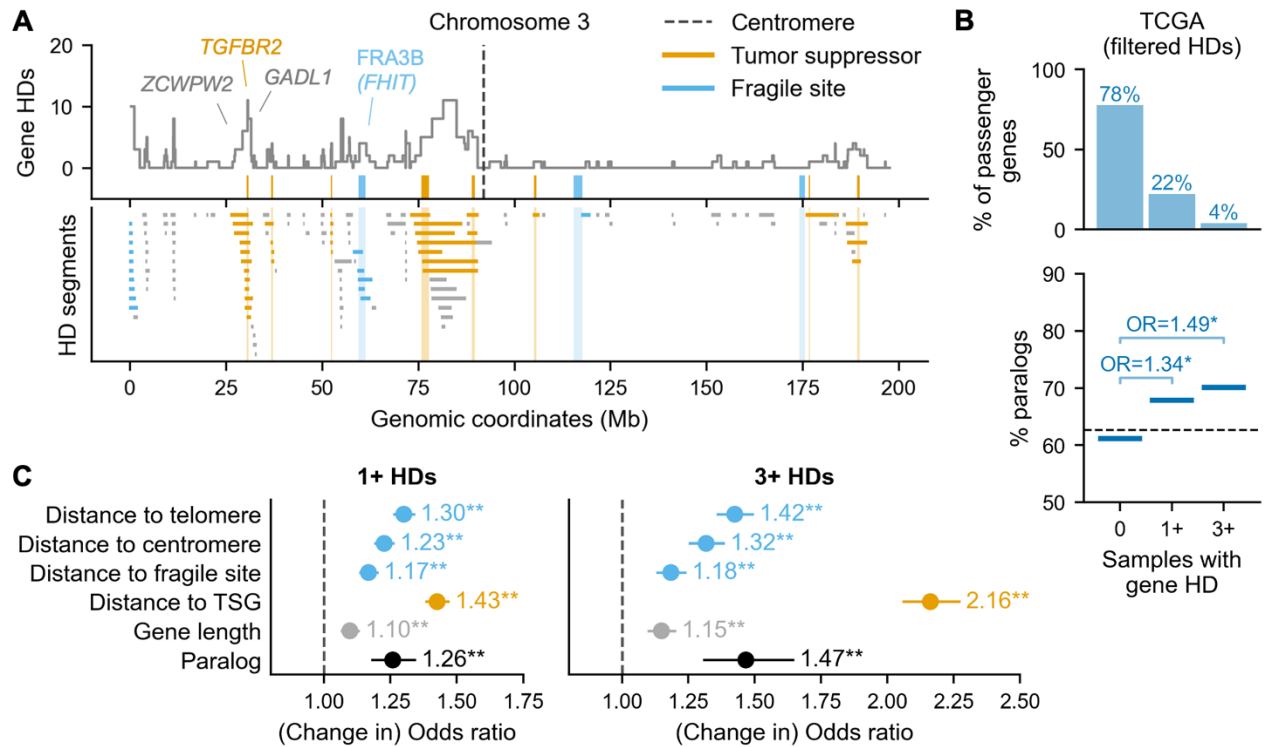 A
Chromosome 3
Centromere
Tumor suppressor
Fragile site
20
10
0
Gene HDs
TGFBR2
ZCWPW2
GADL1
FRA3B
(FHIT)
HD segments
0
25
50
75
100
125
150
175
200
Genomic coordinates (Mb)
B
TCGA
(filtered HDs)
100
50
0
% of passenger
genes
78%
22%
4%
90
80
70
60
50
% paralogs
OR=1.49*
OR=1.34*
0
1+
3+
Samples with
gene HD
C
1+ HDs
3+ HDs
Distance to telomere
1.30**
1.42**
Distance to centromere
1.23**
1.32**
Distance to fragile site
1.17**
1.18**
Distance to TSG
1.43**
2.16**
Gene length
1.10**
1.15**
Paralog
1.26**
1.47**
1.00
1.25
1.50
1.75
(Change in) Odds ratio
1.00
1.25
1.50
1.75
2.00
2.25
2.50
(Change in) Odds ratio